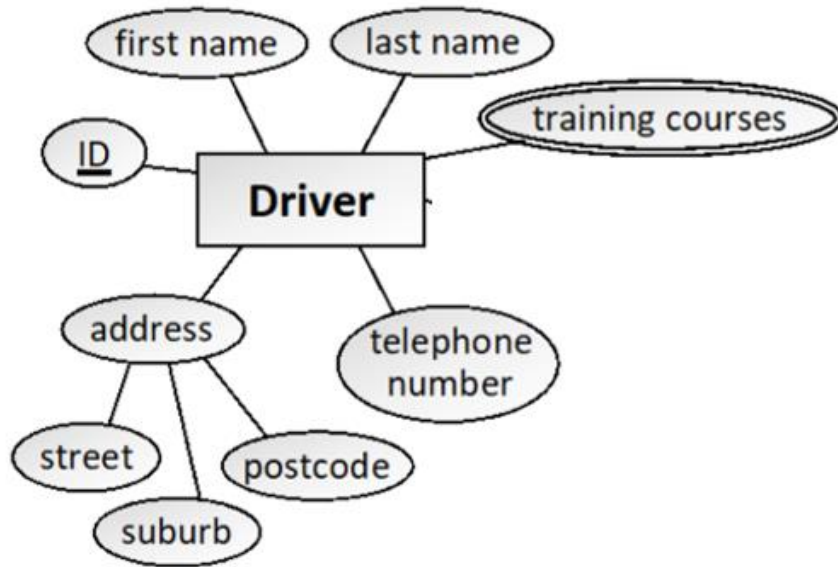 first name
last name
training courses
ID
Driver
address
telephone
number
street
postcode
suburb